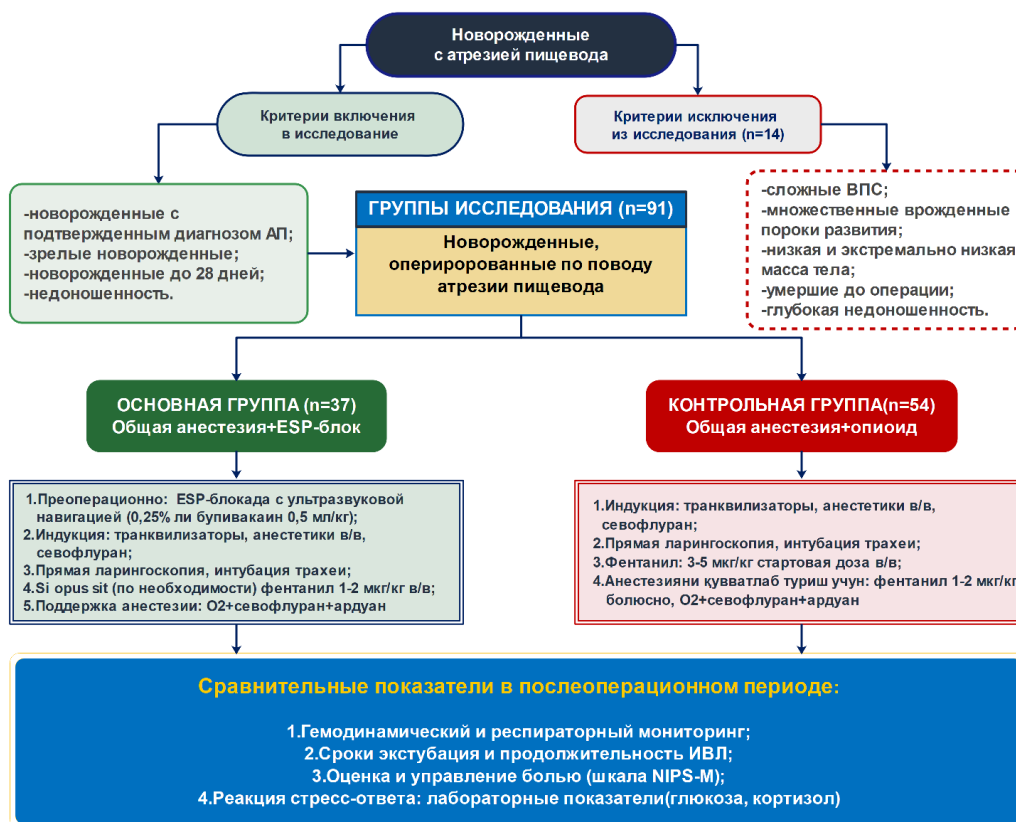 Новорожденные
с атрезией пищевода
Критерии включения
в исследование
Критерии исключения
из исследования (n=14)
-новорожденные с
подтвержденным диагнозом АП;
-зрелые новорожденные;
-новорожденные до 28 дней;
-недоношенность.
ГРУППЫ ИССЛЕДОВАНИЯ (n=91)
Новорожденные,
оперироррованные по поводу
атрезии пищевода
-сложные ВПС;
-множественные врожденные
пороки развития;
-низкая и экстремально низкая
масса тела;
-умершие до операции;
-глубокая недоношенность.
ОСНОВНАЯ ГРУППА (n=37)
Общая анестезия+ESP-блок
КОНТРОЛЬНАЯ ГРУППА(n=54)
Общая анестезия+опиоид
1.Преоперационно: ESP-блокада с ультразвуковой
навигацией (0,25% ли бупивакаин 0,5 мл/кг);
2.Индукция: транквилизаторы, анестетики в/в,
севофлуран;
3.Прямая ларингоскопия, интубация трахеи;
4.Si opus sit (по необходимости) фентанил 1-2 мкг/кг в/в;
5.Поддержка анестезии: О2+севофлуран+ардуан
1.Индукция: транквилизаторы, анестетики в/в,
севофлуран;
2.Прямая ларингоскопия, интубация трахеи;
3.Фентанил: 3-5 мкг/кг стартовая доза в/в;
4.Анестезияни қувватлаб туриш учун: фентанил 1-2 мкг/кг
болюсно, О2+севофлуран+ардуан
Сравнительные показатели в послеоперационном периоде:
1.Гемодинамический и респираторный мониторинг;
2.Сроки экстубация и продолжительность ИВЛ;
3.Оценка и управление болью (шкала NIPS-M);
4.Реакция стресс-ответа: лабораторные показатели(глюкоза, кортизол)